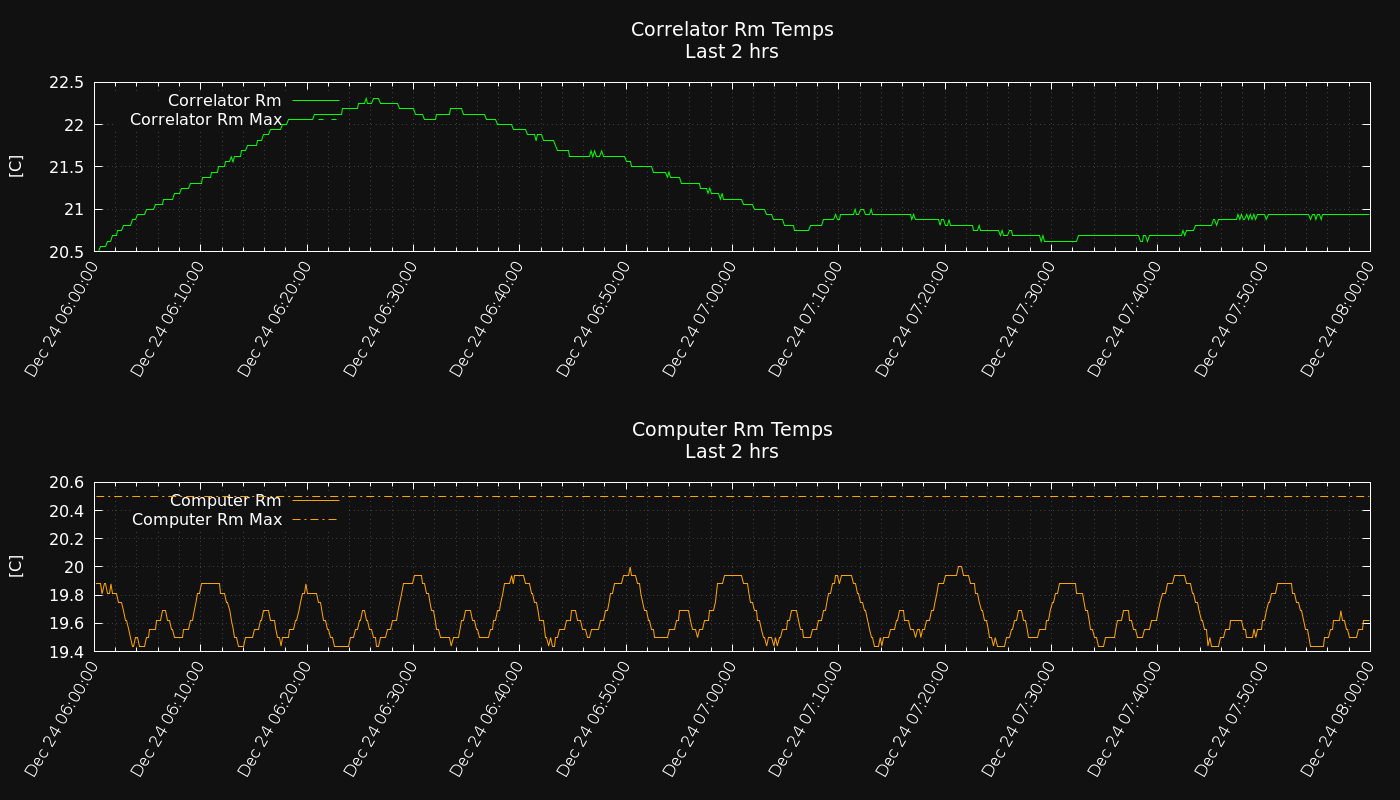 Correlator Rm Temps
Last 2 hrs
22.5
22
21.5
21
20.5
[C]
Correlator Rm
Correlator Rm Max
Dec 24 06:00:00
Dec 24 06:10:00
Dec 24 06:20:00
Dec 24 06:30:00
Dec 24 06:40:00
Dec 24 06:50:00
Dec 24 07:00:00
Dec 24 07:10:00
Dec 24 07:20:00
Dec 24 07:30:00
Dec 24 07:40:00
Dec 24 07:50:00
Dec 24 08:00:00
Computer Rm Temps
Last 2 hrs
20.6
20.4
20.2
20
19.8
19.6
19.4
[C]
Computer Rm
Computer Rm Max
Dec 24 06:00:00
Dec 24 06:10:00
Dec 24 06:20:00
Dec 24 06:30:00
Dec 24 06:40:00
Dec 24 06:50:00
Dec 24 07:00:00
Dec 24 07:10:00
Dec 24 07:20:00
Dec 24 07:30:00
Dec 24 07:40:00
Dec 24 07:50:00
Dec 24 08:00:00